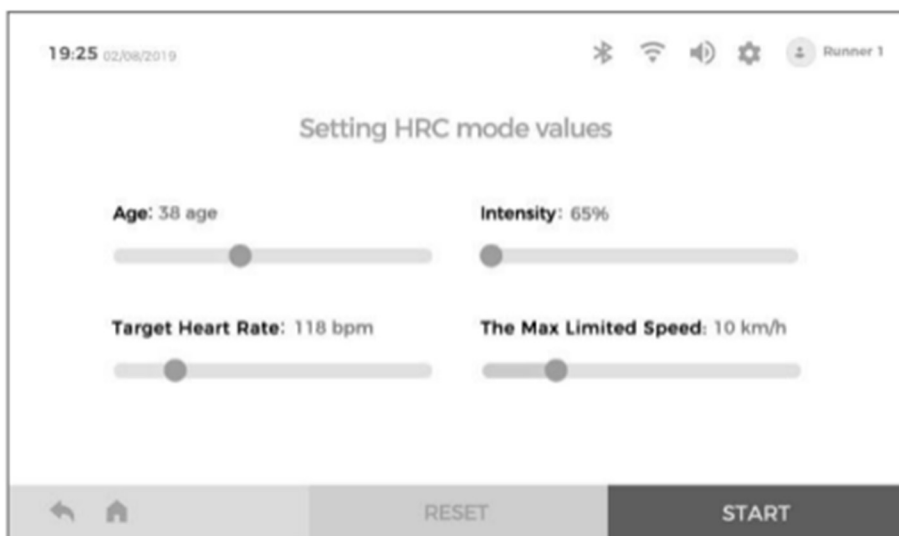 19:25 02/08/2019 Runner 1
Setting HRC mode values
Age: 38 age Intensity: 65%
Target Heart Rate: 118 bpm The Max Limited Speed: 10 km/h
RESET START